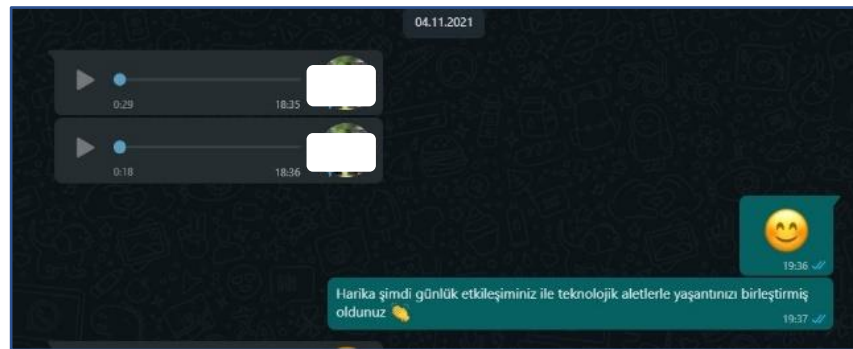 04.11.2021
0:29 18:35
0:18 18:36
19:36
Harika şimdi günlük etkileşiminiz ile teknolojik aletlerle yaşantınızı birleştirmiş
oldunuz 👏
19:37